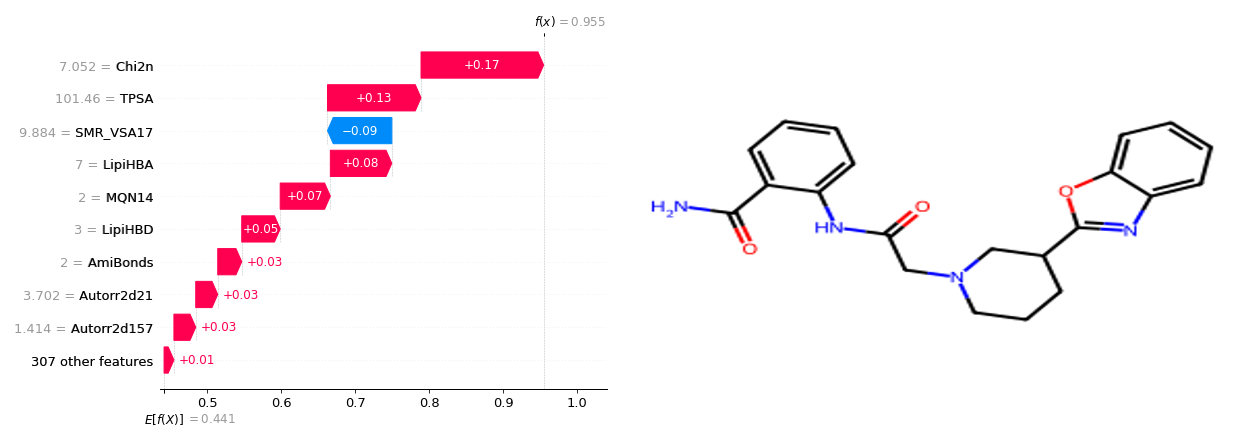 f(x) = 0.955
7.052 = Chi2n +0.17
101.46 = TPSA +0.13
9.884 = SMR_VSA17 −0.09
7 = LipiHBA +0.08
2 = MQN14 +0.07
3 = LipiHBD +0.05
2 = AmiBonds +0.03
3.702 = Autorr2d21 +0.03
1.414 = Autorr2d157 +0.03
307 other features +0.01
0.5 0.6 0.7 0.8 0.9 1.0
E[f(X)] = 0.441
H₂N
O
HN
O
N
O
N